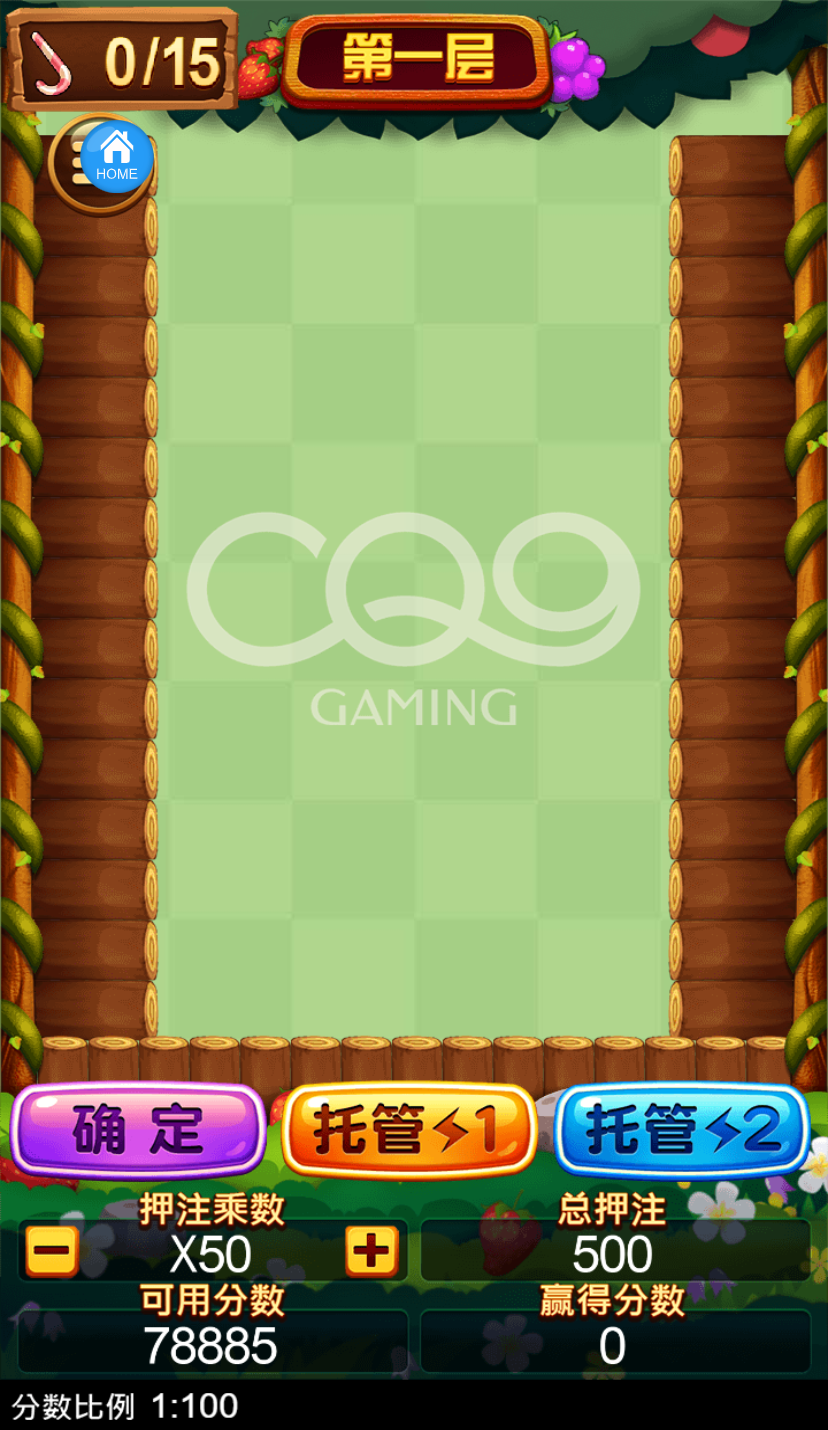 0/15
第一层
HOME
CQ9
GAMING
确定
托管⚡1
托管⚡2
押注乘数
总押注
X50
500
可用分数
赢得分数
78885
0
分数比例 1:100